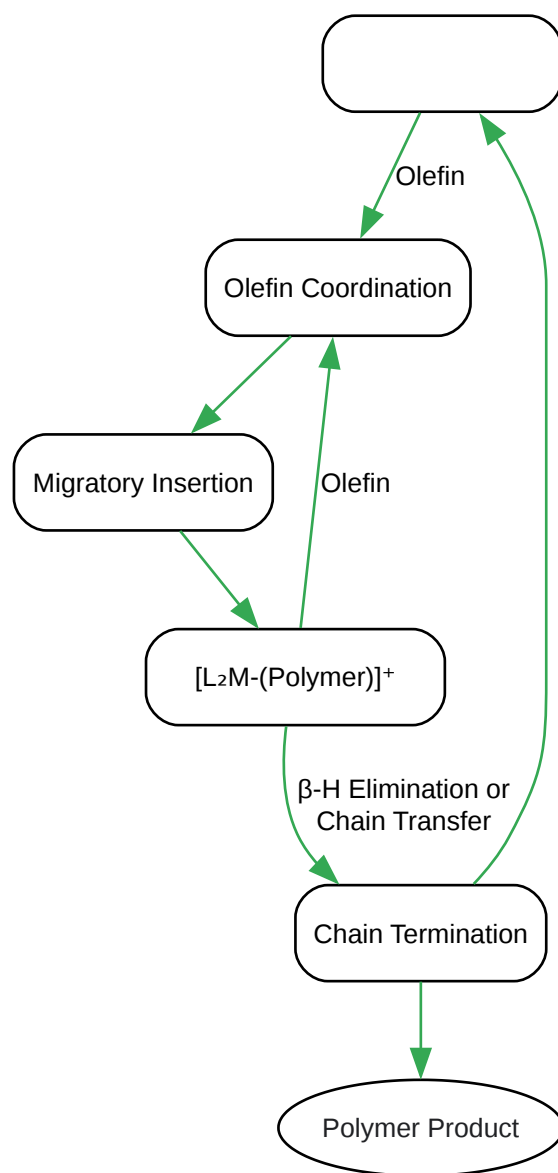 Olefin
Olefin Coordination
Migratory Insertion
Olefin
[L₂M-(Polymer)]⁺
β-H Elimination or
Chain Transfer
Chain Termination
Polymer Product